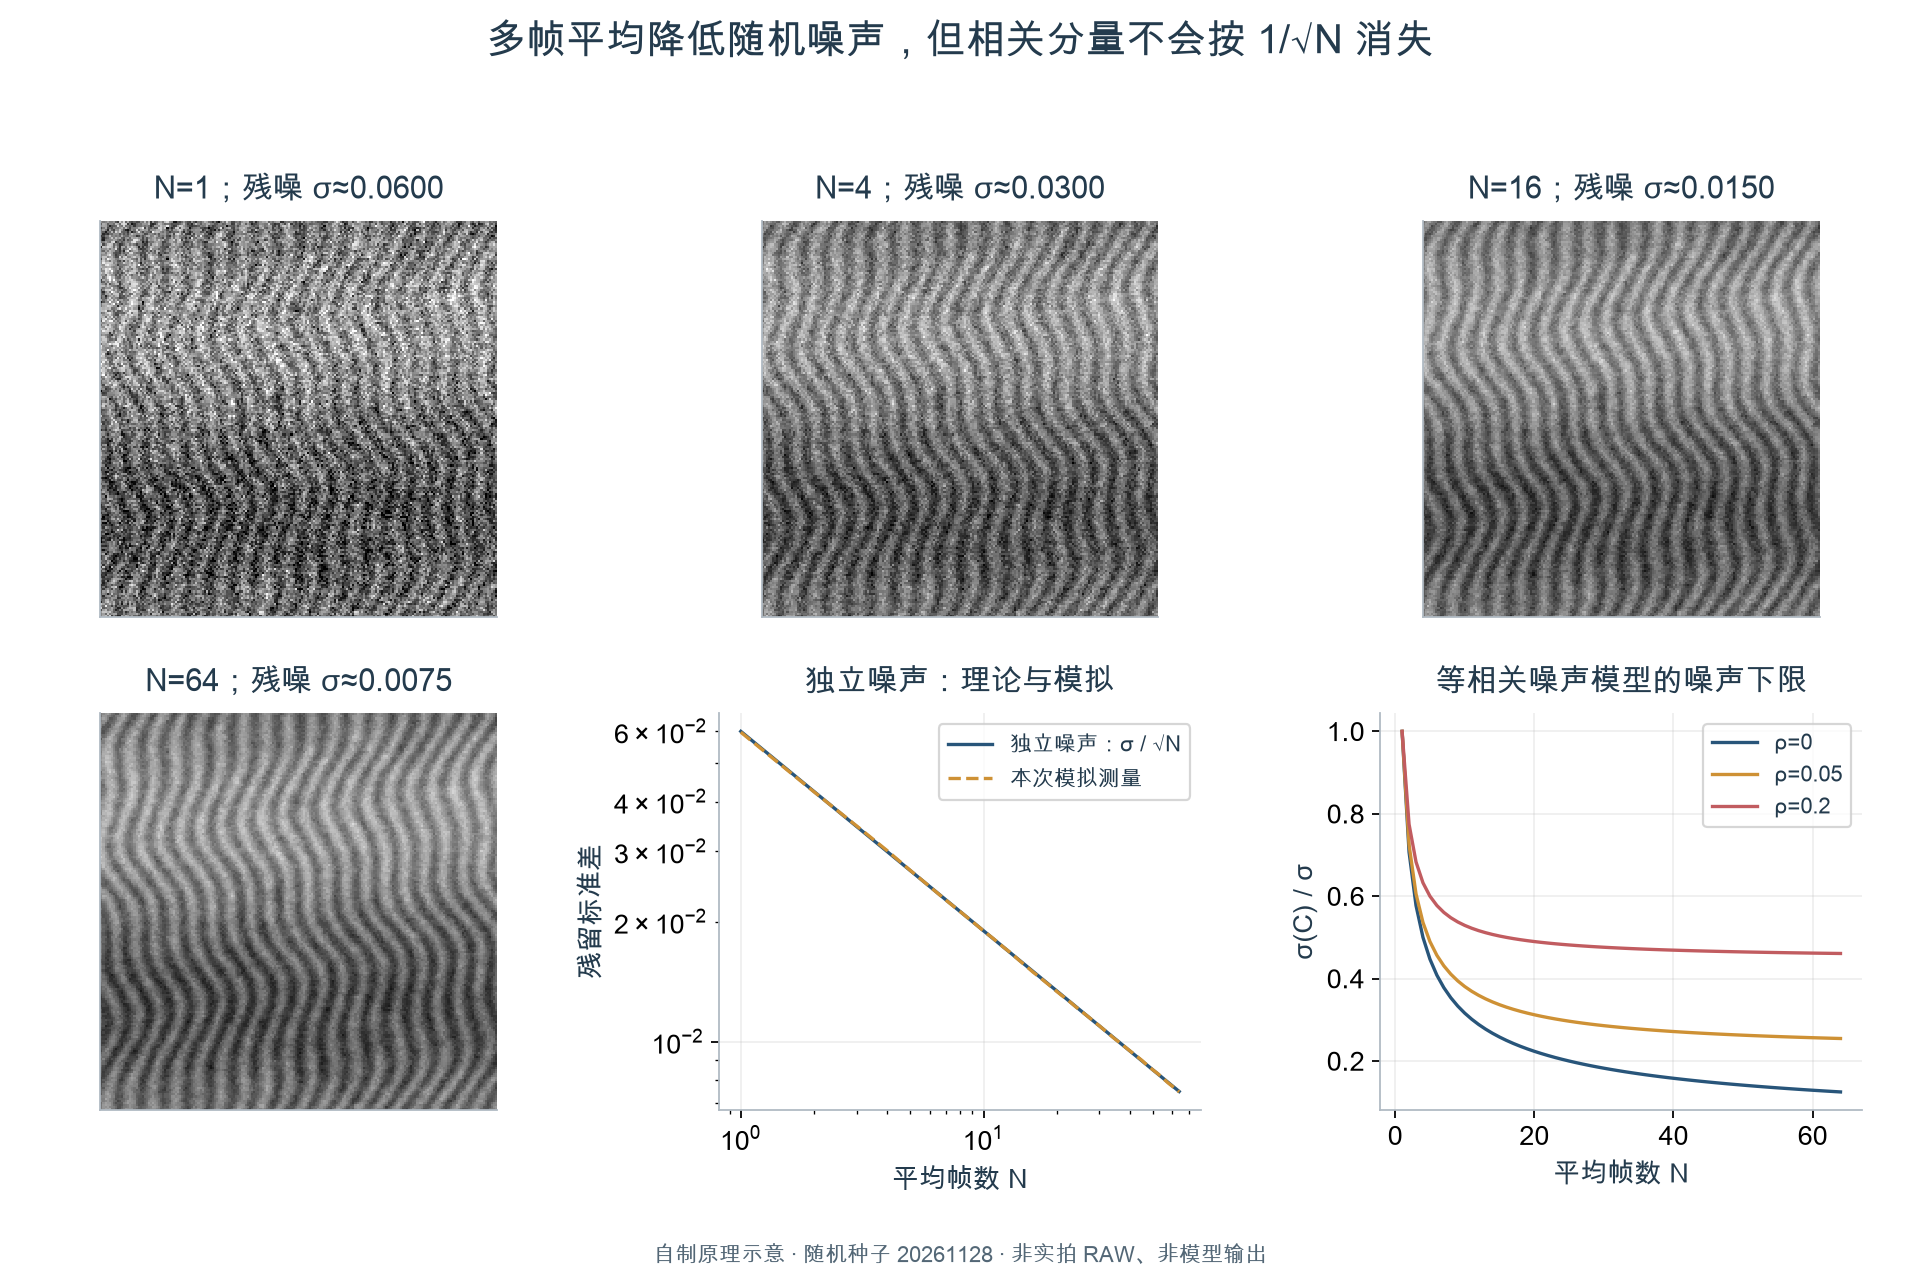 多帧平均降低随机噪声，但相关分量不会按 1/√N 消失
N=1；残噪 σ≈0.0600
N=4；残噪 σ≈0.0300
N=16；残噪 σ≈0.0150
N=64；残噪 σ≈0.0075
独立噪声：理论与模拟
6 × 10⁻²
4 × 10⁻²
3 × 10⁻²
2 × 10⁻²
10⁻²
残留标准差
独立噪声：σ / √N
本次模拟测量
10⁰
10¹
平均帧数 N
等相关噪声模型的噪声下限
1.0
0.8
0.6
0.4
0.2
σ(C) / σ
ρ=0
ρ=0.05
ρ=0.2
0
20
40
60
平均帧数 N
自制原理示意 · 随机种子 20261128 · 非实拍 RAW、非模型输出